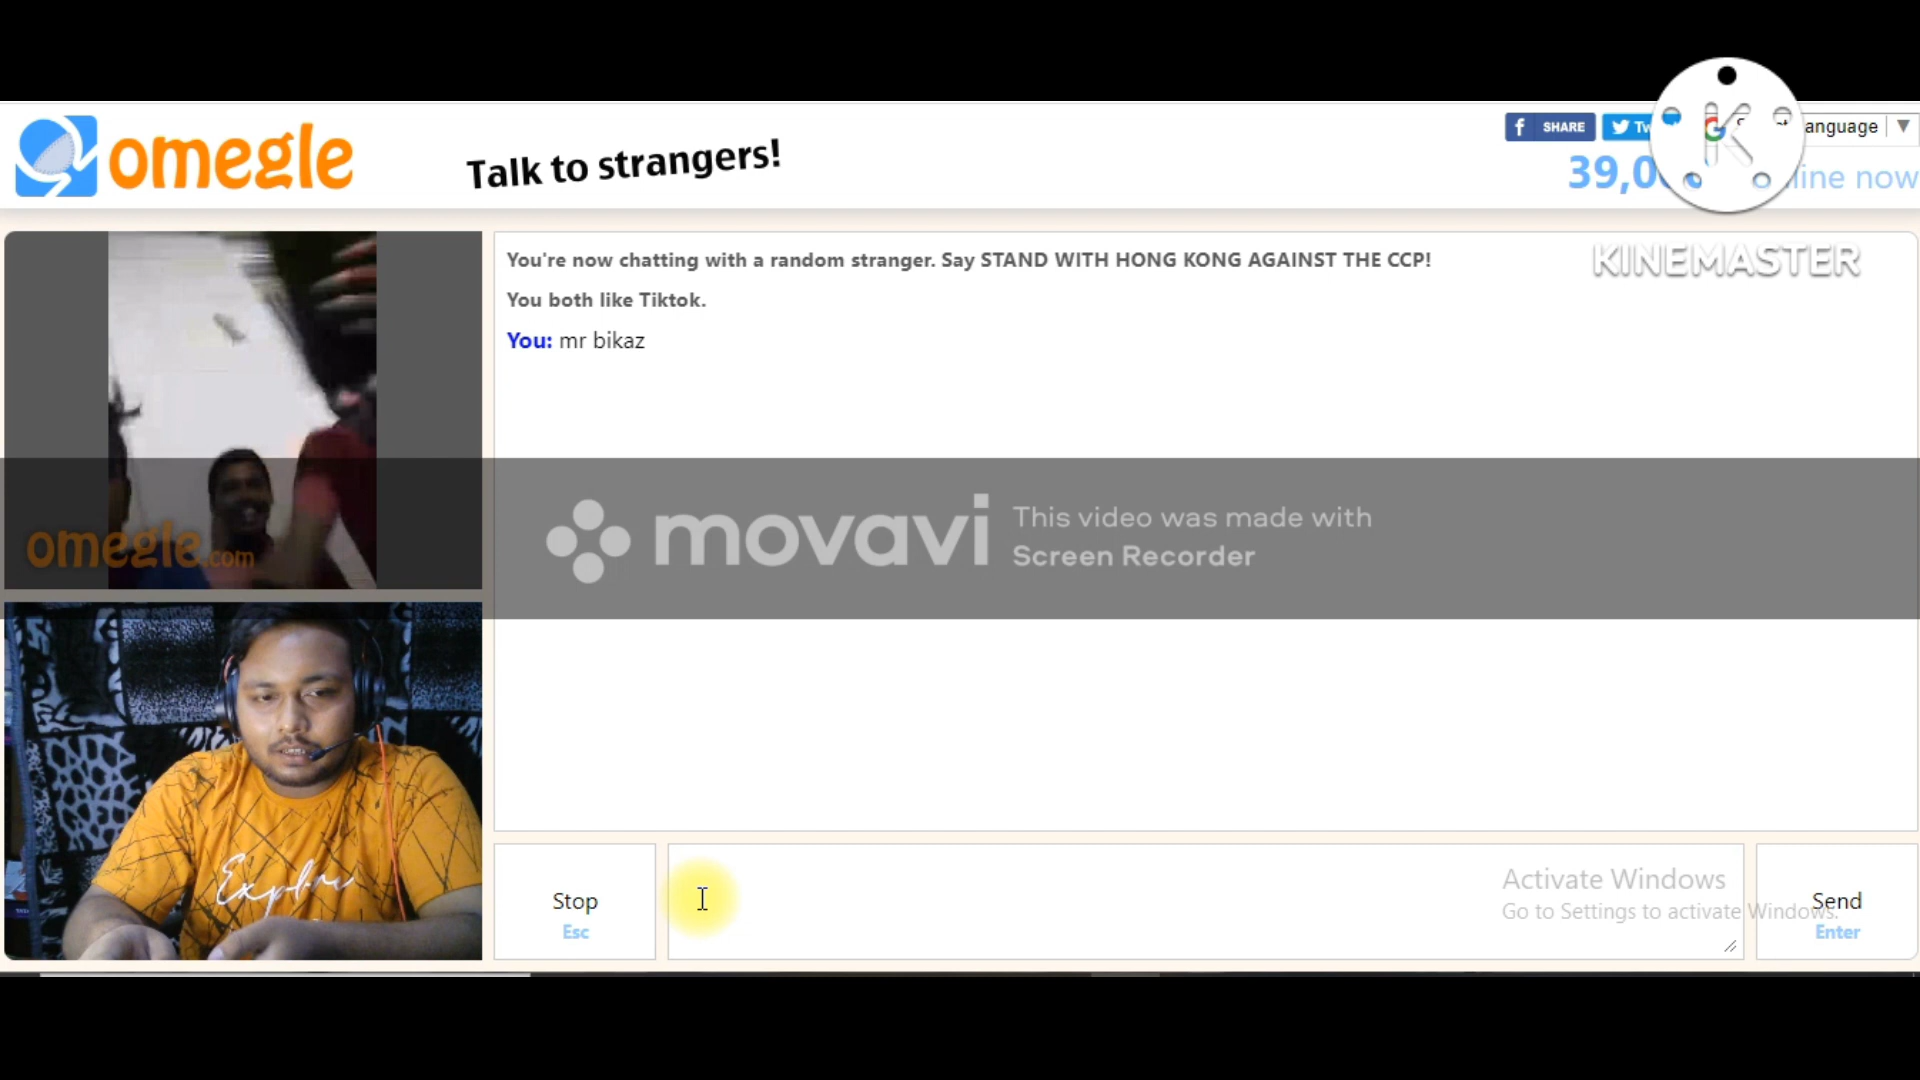 omegle
Talk to strangers!
SHARE
anguage
39,0
online now
You're now chatting with a random stranger. Say STAND WITH HONG KONG AGAINST THE CCP!
KINEMASTER
You both like Tiktok.
You: mr bikaz
omegle.com
movavi
This video was made with
Screen Recorder
Explore
Stop
Esc
Activate Windows
Go to Settings to activate Windows.
Send
Enter